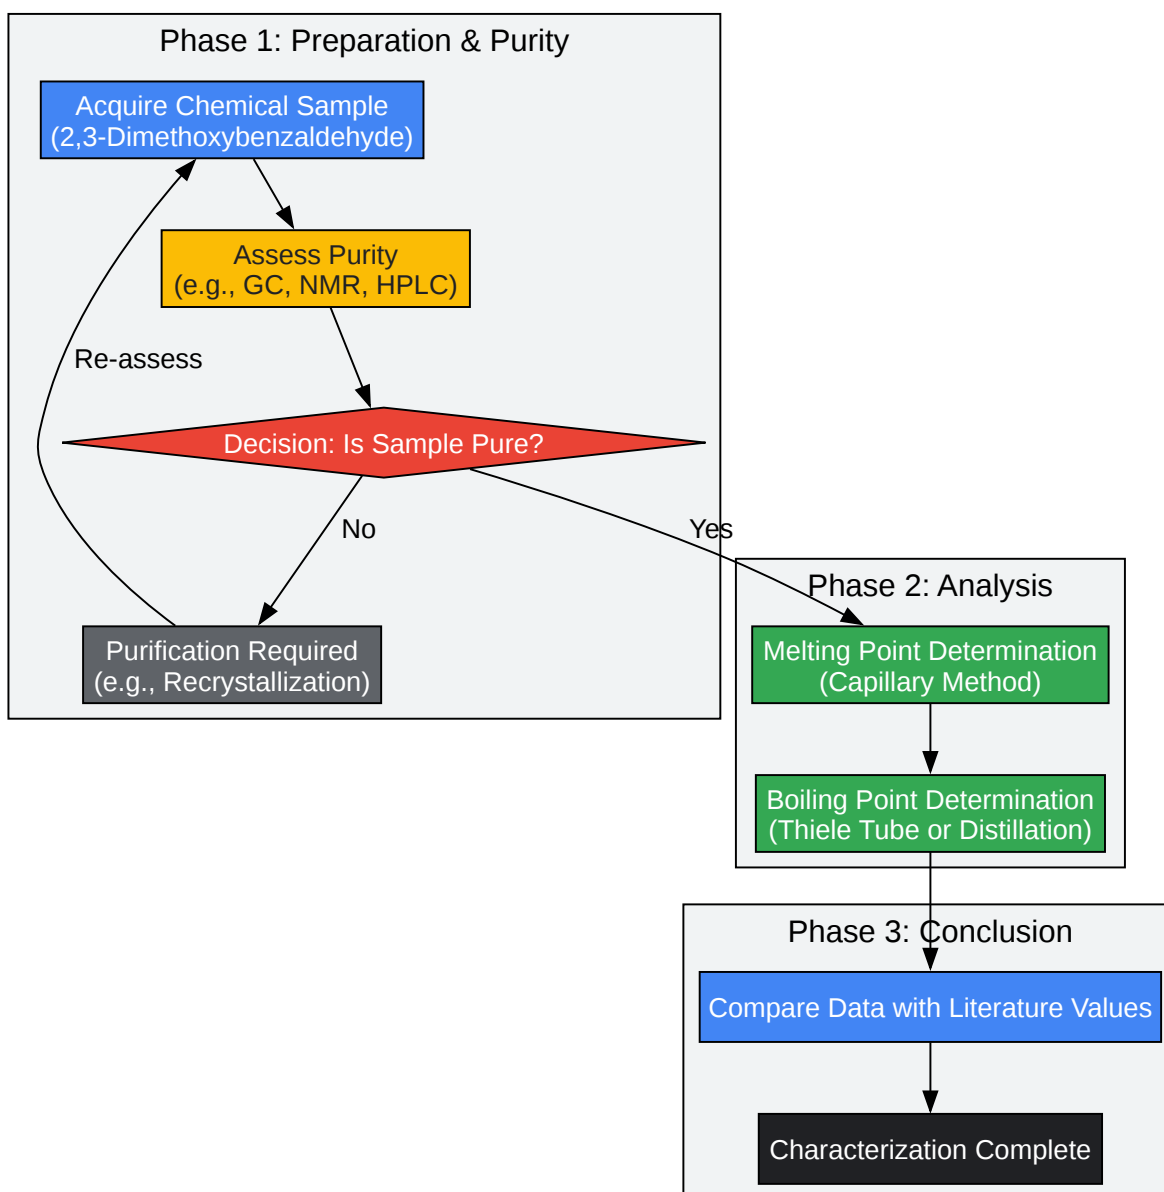 Phase 1: Preparation & Purity
Acquire Chemical Sample
(2,3-Dimethoxybenzaldehyde)
Assess Purity
(e.g., GC, NMR, HPLC)
Re-assess
Decision: Is Sample Pure?
No
Yes
Purification Required
(e.g., Recrystallization)
Phase 2: Analysis
Melting Point Determination
(Capillary Method)
Boiling Point Determination
(Thiele Tube or Distillation)
Phase 3: Conclusion
Compare Data with Literature Values
Characterization Complete